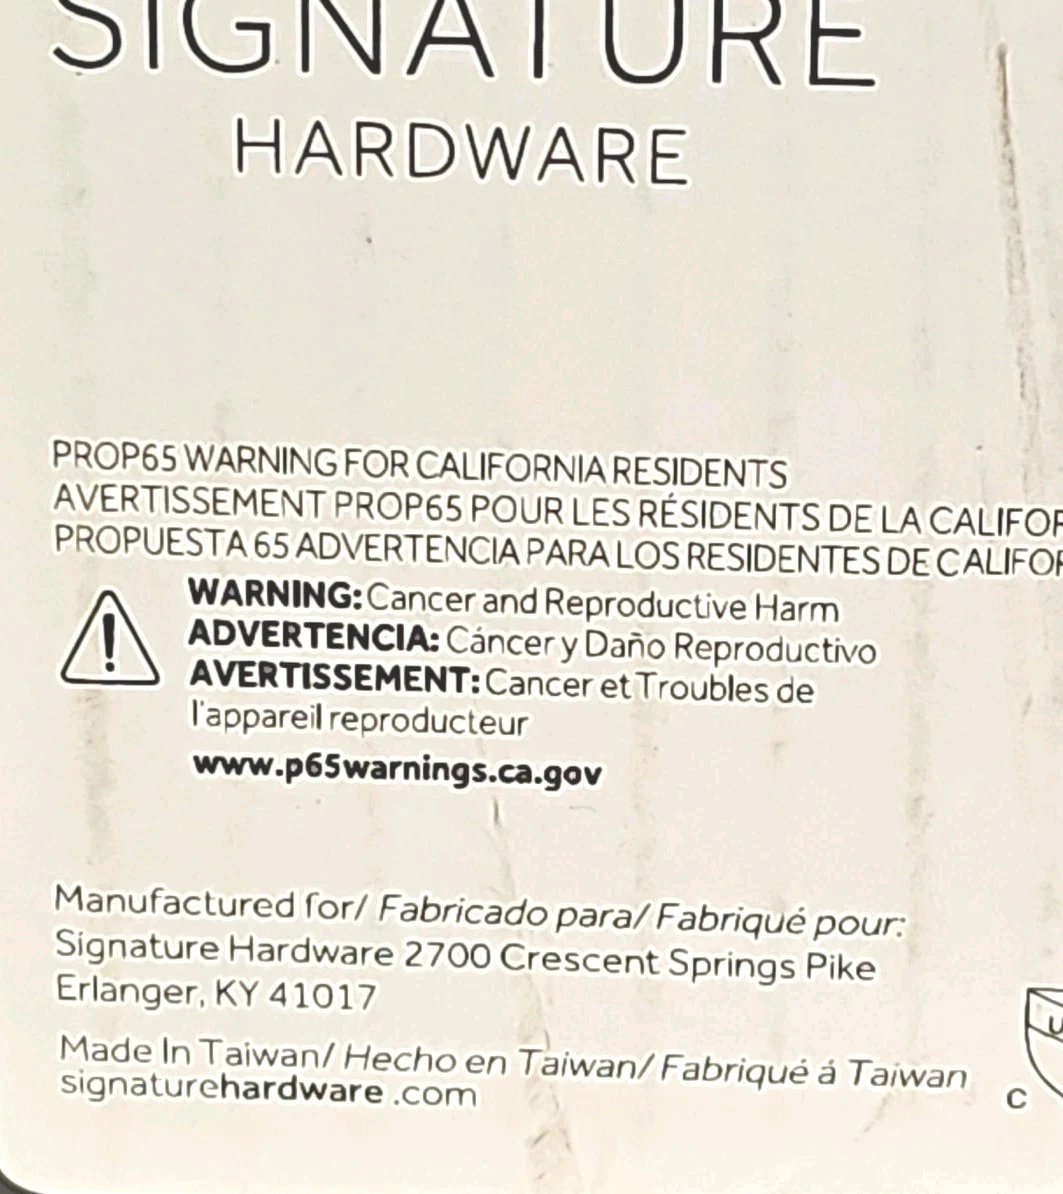 SIGNATURE
HARDWARE
PROP65 WARNING FOR CALIFORNIA RESIDENTS
AVERTISSEMENT PROP65 POUR LES RÉSIDENTS DE LA
PROPUESTA 65 ADVERTENCIA PARA LOS RESIDENTES DE
WARNING: Cancer and Reproductive Harm
ADVERTENCIA: Cáncer y Daño Reproductivo
AVERTISSEMENT: Cancer et Troubles de
l'appareil reproducteur
www.p65warnings.ca.gov
Manufactured for/ Fabricado para/ Fabriqué pour:
Signature Hardware 2700 Crescent Springs Pike
Erlanger, KY 41017
Made In Taiwan/ Hecho en Taiwan/ Fabriqué á Taiwan
signaturehardware .com
C